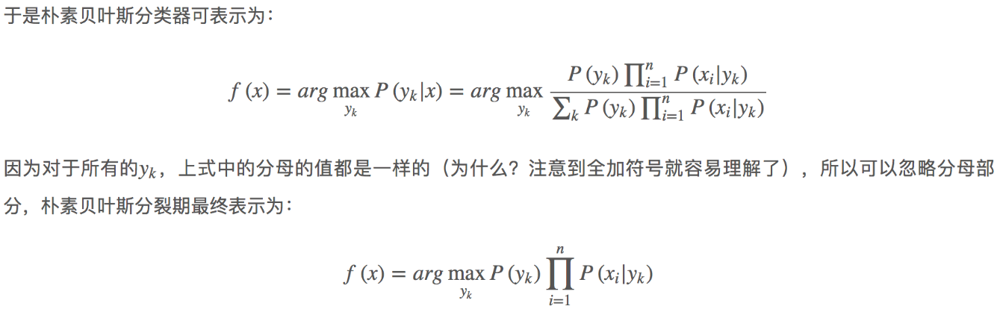 于是朴素贝叶斯分类器可表示为：
f (x) = arg max_{y_k} P (y_k|x) = arg max_{y_k} \frac{P (y_k) ∏_{i=1}^{n} P (x_i|y_k)}{∑_k P (y_k) ∏_{i=1}^{n} P (x_i|y_k)}
因为对于所有的y_k，上式中的分母的值都是一样的（为什么？注意到全加符号就容易理解了），所以可以忽略分母部
分，朴素贝叶斯分裂期最终表示为：
f (x) = arg max_{y_k} P (y_k) ∏_{i=1}^{n} P (x_i|y_k)